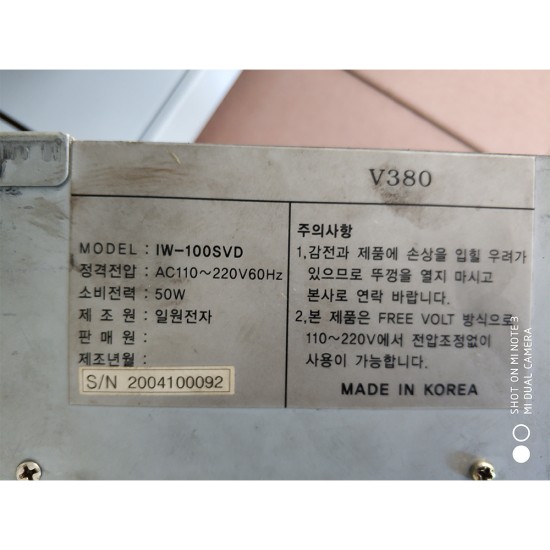 V380
MODEL : IW-100SVD
정격전압 : AC110~220V60Hz
소비전력 : 50W
제 조 원 : 일원전자
판 매 원 :
제조년월 :
S/N 2004100092
주의사항
1,감전과 제품에 손상을 입힐 우려가
있으므로 뚜껑을 열지 마시고
본사로 연락 바랍니다.
2,본 제품은 FREE VOLT 방식으로
110~220V에서 전압조정없이
사용이 가능합니다.
MADE IN KOREA
SHOT ON MI NOTE 3
MI DUAL CAMERA